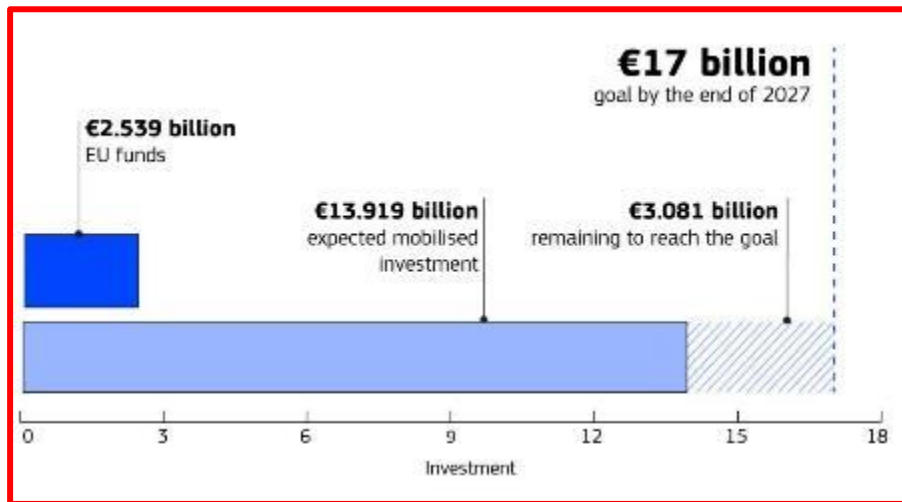 €17 billion
goal by the end of 2027
€2.539 billion
EU funds
€13.919 billion
expected mobilised
investment
€3.081 billion
remaining to reach the goal
0 3 6 9 12 15 18
Investment